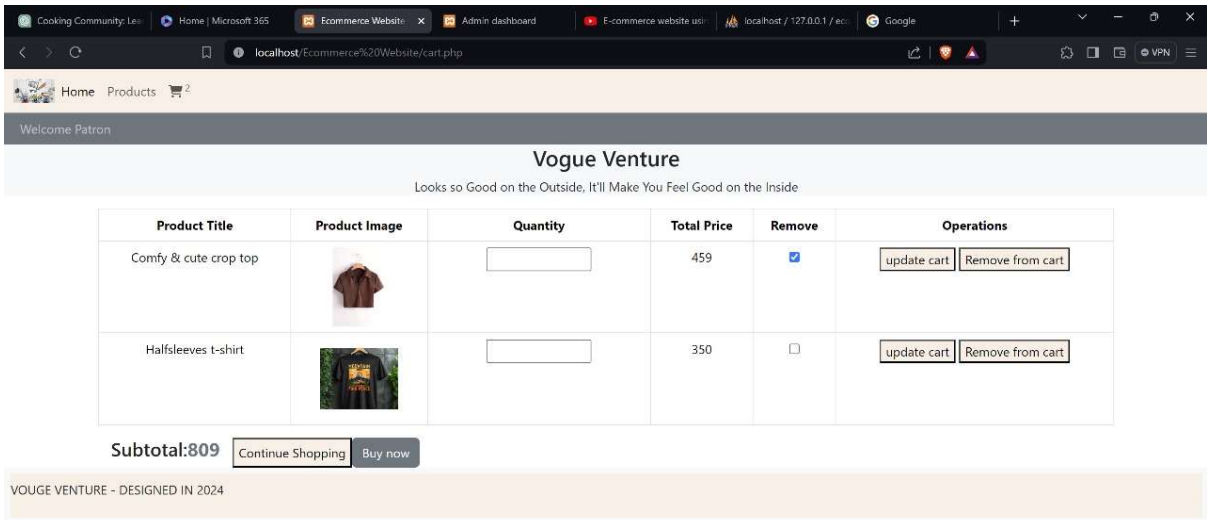 Cooking Community: Lea
Home | Microsoft 365
Ecommerce Website
Admin dashboard
E-commerce website usin
localhost / 127.0.0.1 / ec
Google
localhost/Ecommerce%20Website/cart.php
VPN
Home Products 2
Welcome Patron
Vogue Venture
Looks so Good on the Outside, It'll Make You Feel Good on the Inside
Product Title Product Image Quantity Total Price Remove Operations
Comfy & cute crop top 459 update cart Remove from cart
Halfsleeves t-shirt 350 update cart Remove from cart
Subtotal:809 Continue Shopping Buy now
VOUGE VENTURE - DESIGNED IN 2024